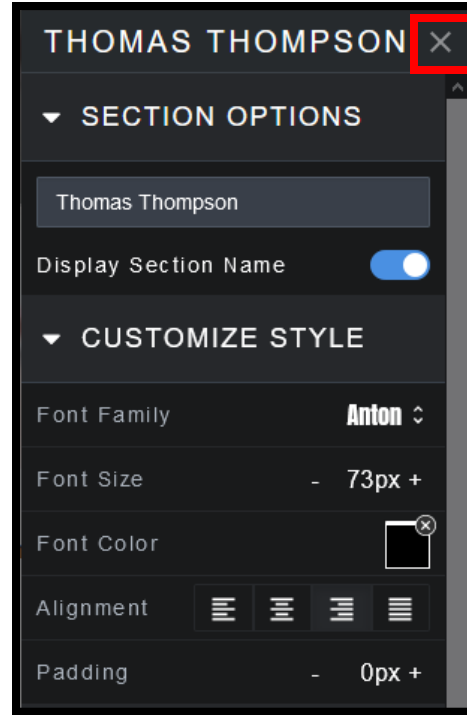 THOMAS THOMPSON
SECTION OPTIONS
Thomas Thompson
Display Section Name
CUSTOMIZE STYLE
Font Family Anton
Font Size - 73px +
Font Color
Alignment
Padding - 0px +